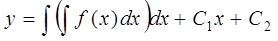 y = ∫(∫ f(x)dx)dx + C₁x + C₂